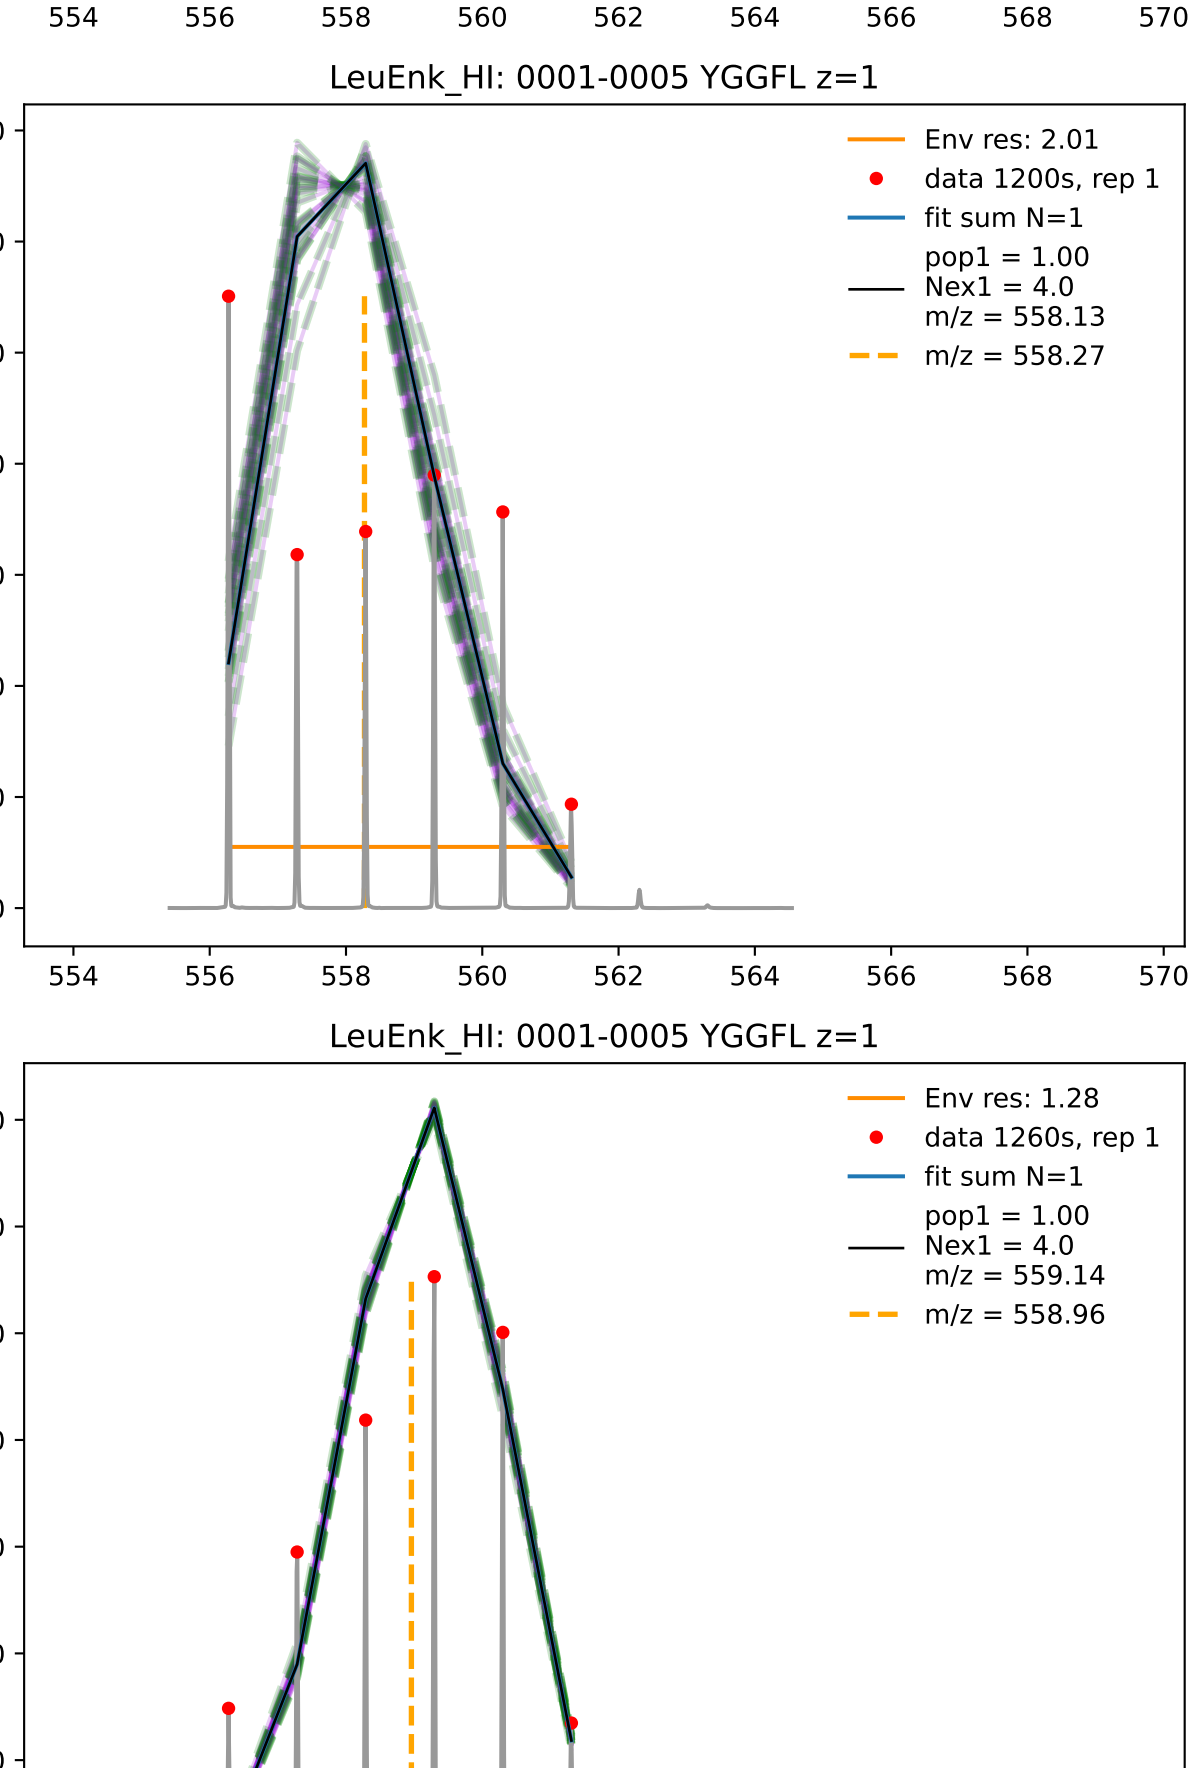 554 556 558 560 562 564 566 568 570
LeuEnk_HI: 0001-0005 YGGFL z=1
Env res: 2.01
data 1200s, rep 1
fit sum N=1
pop1 = 1.00
Nex1 = 4.0
m/z = 558.13
m/z = 558.27
554 556 558 560 562 564 566 568 570
LeuEnk_HI: 0001-0005 YGGFL z=1
Env res: 1.28
data 1260s, rep 1
fit sum N=1
pop1 = 1.00
Nex1 = 4.0
m/z = 559.14
m/z = 558.96